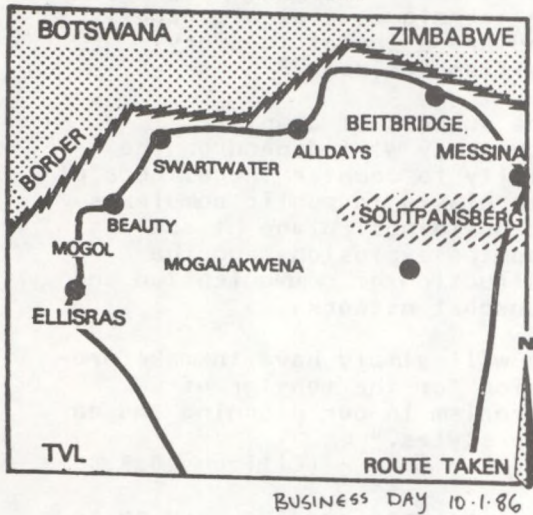 BOTSWANA
ZIMBABWE
BORDER
BEITBRIDGE
SWARTWATER
ALLDAYS
MESSINA
BEAUTY
SOUTPANSBERG
MOGOL
MOGALAKWENA
ELLISRAS
N
TVL
ROUTE TAKEN
BUSINESS DAY 10.1.86